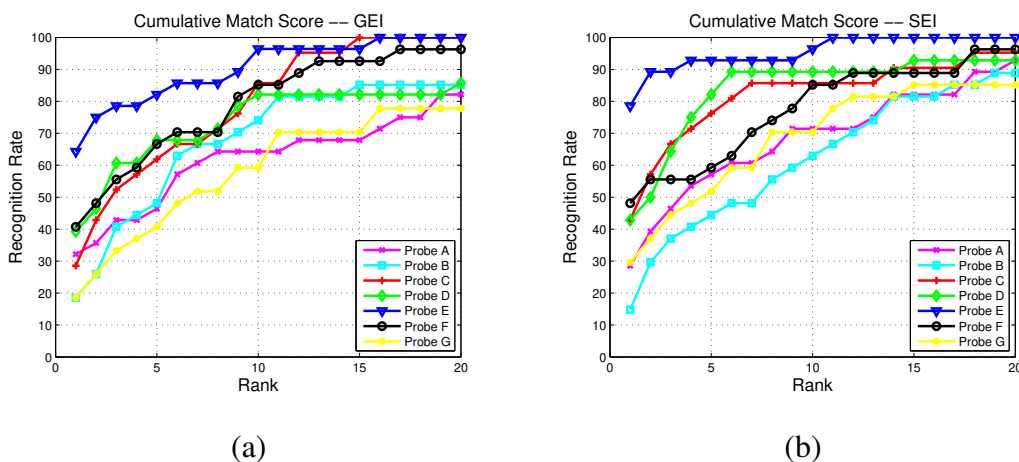 Cumulative Match Score −− GEI
100
90
80
70
60
50
40
30
20
10
0
Recognition Rate
0 5 10 15 20
Rank
Probe A
Probe B
Probe C
Probe D
Probe E
Probe F
Probe G
(a)
Cumulative Match Score −− SEI
100
90
80
70
60
50
40
30
20
10
0
Recognition Rate
0 5 10 15 20
Rank
Probe A
Probe B
Probe C
Probe D
Probe E
Probe F
Probe G
(b)